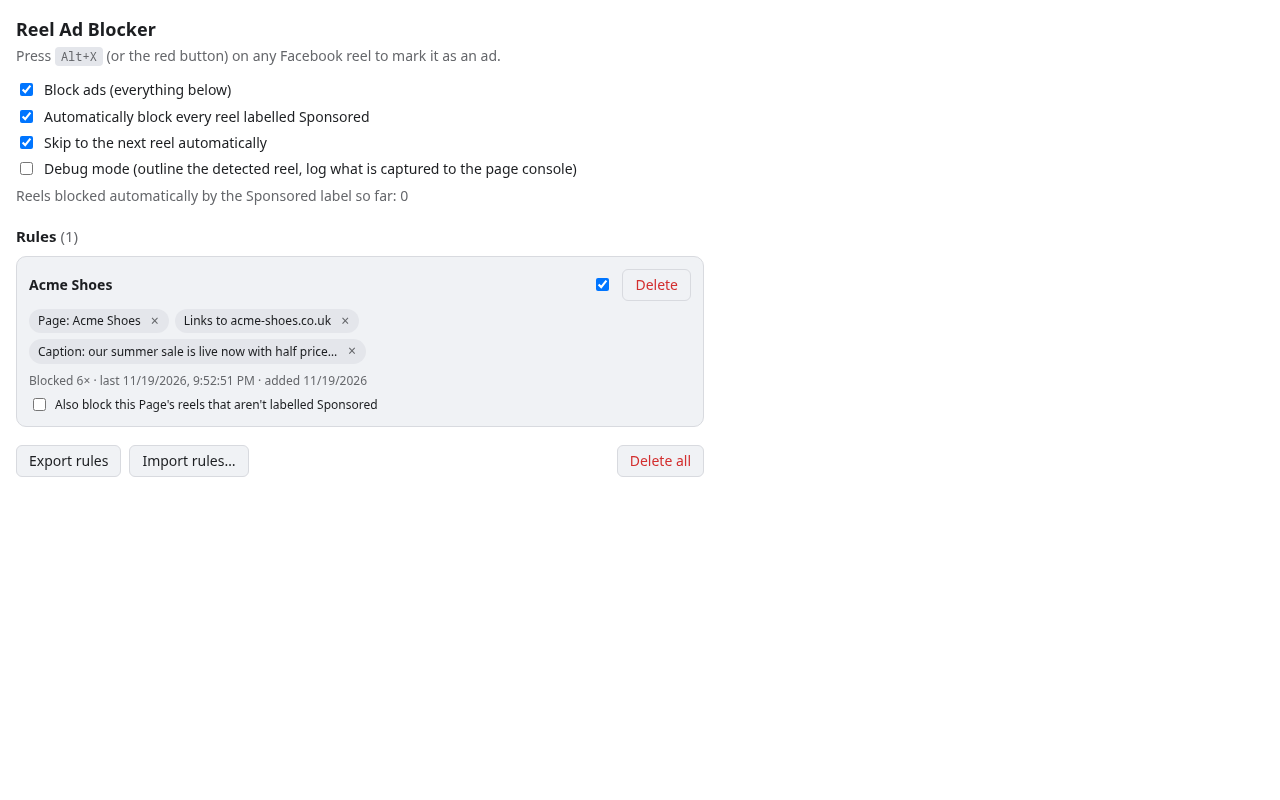 Reel Ad Blocker
Press Alt+X (or the red button) on any Facebook reel to mark it as an ad.
Block ads (everything below)
Automatically block every reel labelled Sponsored
Skip to the next reel automatically
Debug mode (outline the detected reel, log what is captured to the page console)
Reels blocked automatically by the Sponsored label so far: 0
Rules (1)
Acme Shoes
Delete
Page: Acme Shoes ×
Links to acme-shoes.co.uk ×
Caption: our summer sale is live now with half price… ×
Blocked 6× · last 11/19/2026, 9:52:51 PM · added 11/19/2026
Also block this Page's reels that aren't labelled Sponsored
Export rules
Import rules…
Delete all